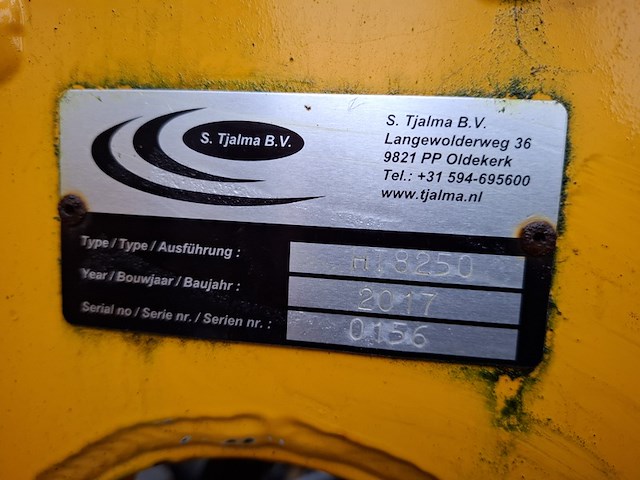 S. Tjalma B.V.
S. Tjalma B.V.
Langewolderweg 36
9821 PP Oldekerk
Tel.: +31 594-695600
www.tjalma.nl
Type / Type / Ausführung :
Year / Bouwjaar / Baujahr : 2017
Serial no / Serie nr. / Serien nr. : 0156